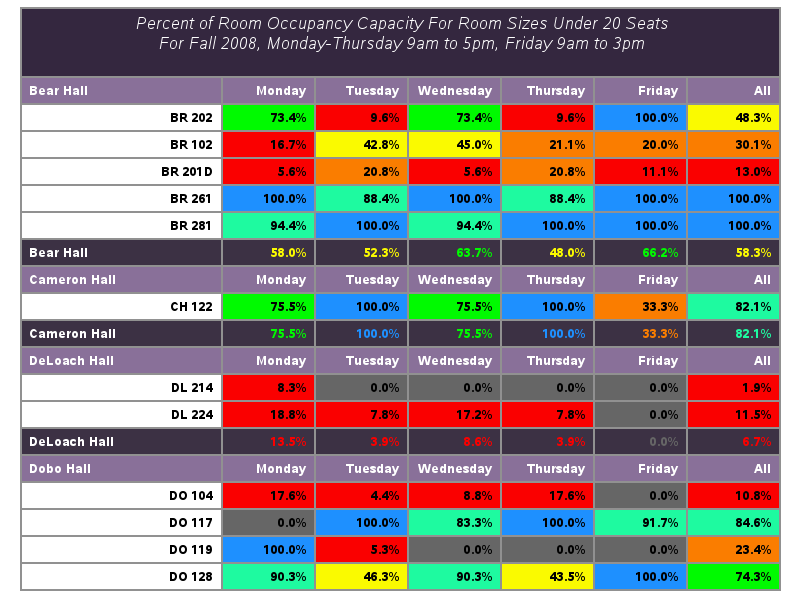 Percent of Room Occupancy Capacity For Room Sizes Under 20 Seats
For Fall 2008, Monday-Thursday 9am to 5pm, Friday 9am to 3pm
Bear Hall Monday Tuesday Wednesday Thursday Friday All
BR 202 73.4% 9.6% 73.4% 9.6% 100.0% 48.3%
BR 102 16.7% 42.8% 45.0% 21.1% 20.0% 30.1%
BR 201D 5.6% 20.8% 5.6% 20.8% 11.1% 13.0%
BR 261 100.0% 88.4% 100.0% 88.4% 100.0% 100.0%
BR 281 94.4% 100.0% 94.4% 100.0% 100.0% 100.0%
Bear Hall 58.0% 52.3% 63.7% 48.0% 66.2% 58.3%
Cameron Hall Monday Tuesday Wednesday Thursday Friday All
CH 122 75.5% 100.0% 75.5% 100.0% 33.3% 82.1%
Cameron Hall 75.5% 100.0% 75.5% 100.0% 33.3% 82.1%
DeLoach Hall Monday Tuesday Wednesday Thursday Friday All
DL 214 8.3% 0.0% 0.0% 0.0% 0.0% 1.9%
DL 224 18.8% 7.8% 17.2% 7.8% 0.0% 11.5%
DeLoach Hall 13.5% 3.9% 8.6% 3.9% 0.0% 6.7%
Dobo Hall Monday Tuesday Wednesday Thursday Friday All
DO 104 17.6% 4.4% 8.8% 17.6% 0.0% 10.8%
DO 117 0.0% 100.0% 83.3% 100.0% 91.7% 84.6%
DO 119 100.0% 5.3% 0.0% 0.0% 0.0% 23.4%
DO 128 90.3% 46.3% 90.3% 43.5% 100.0% 74.3%